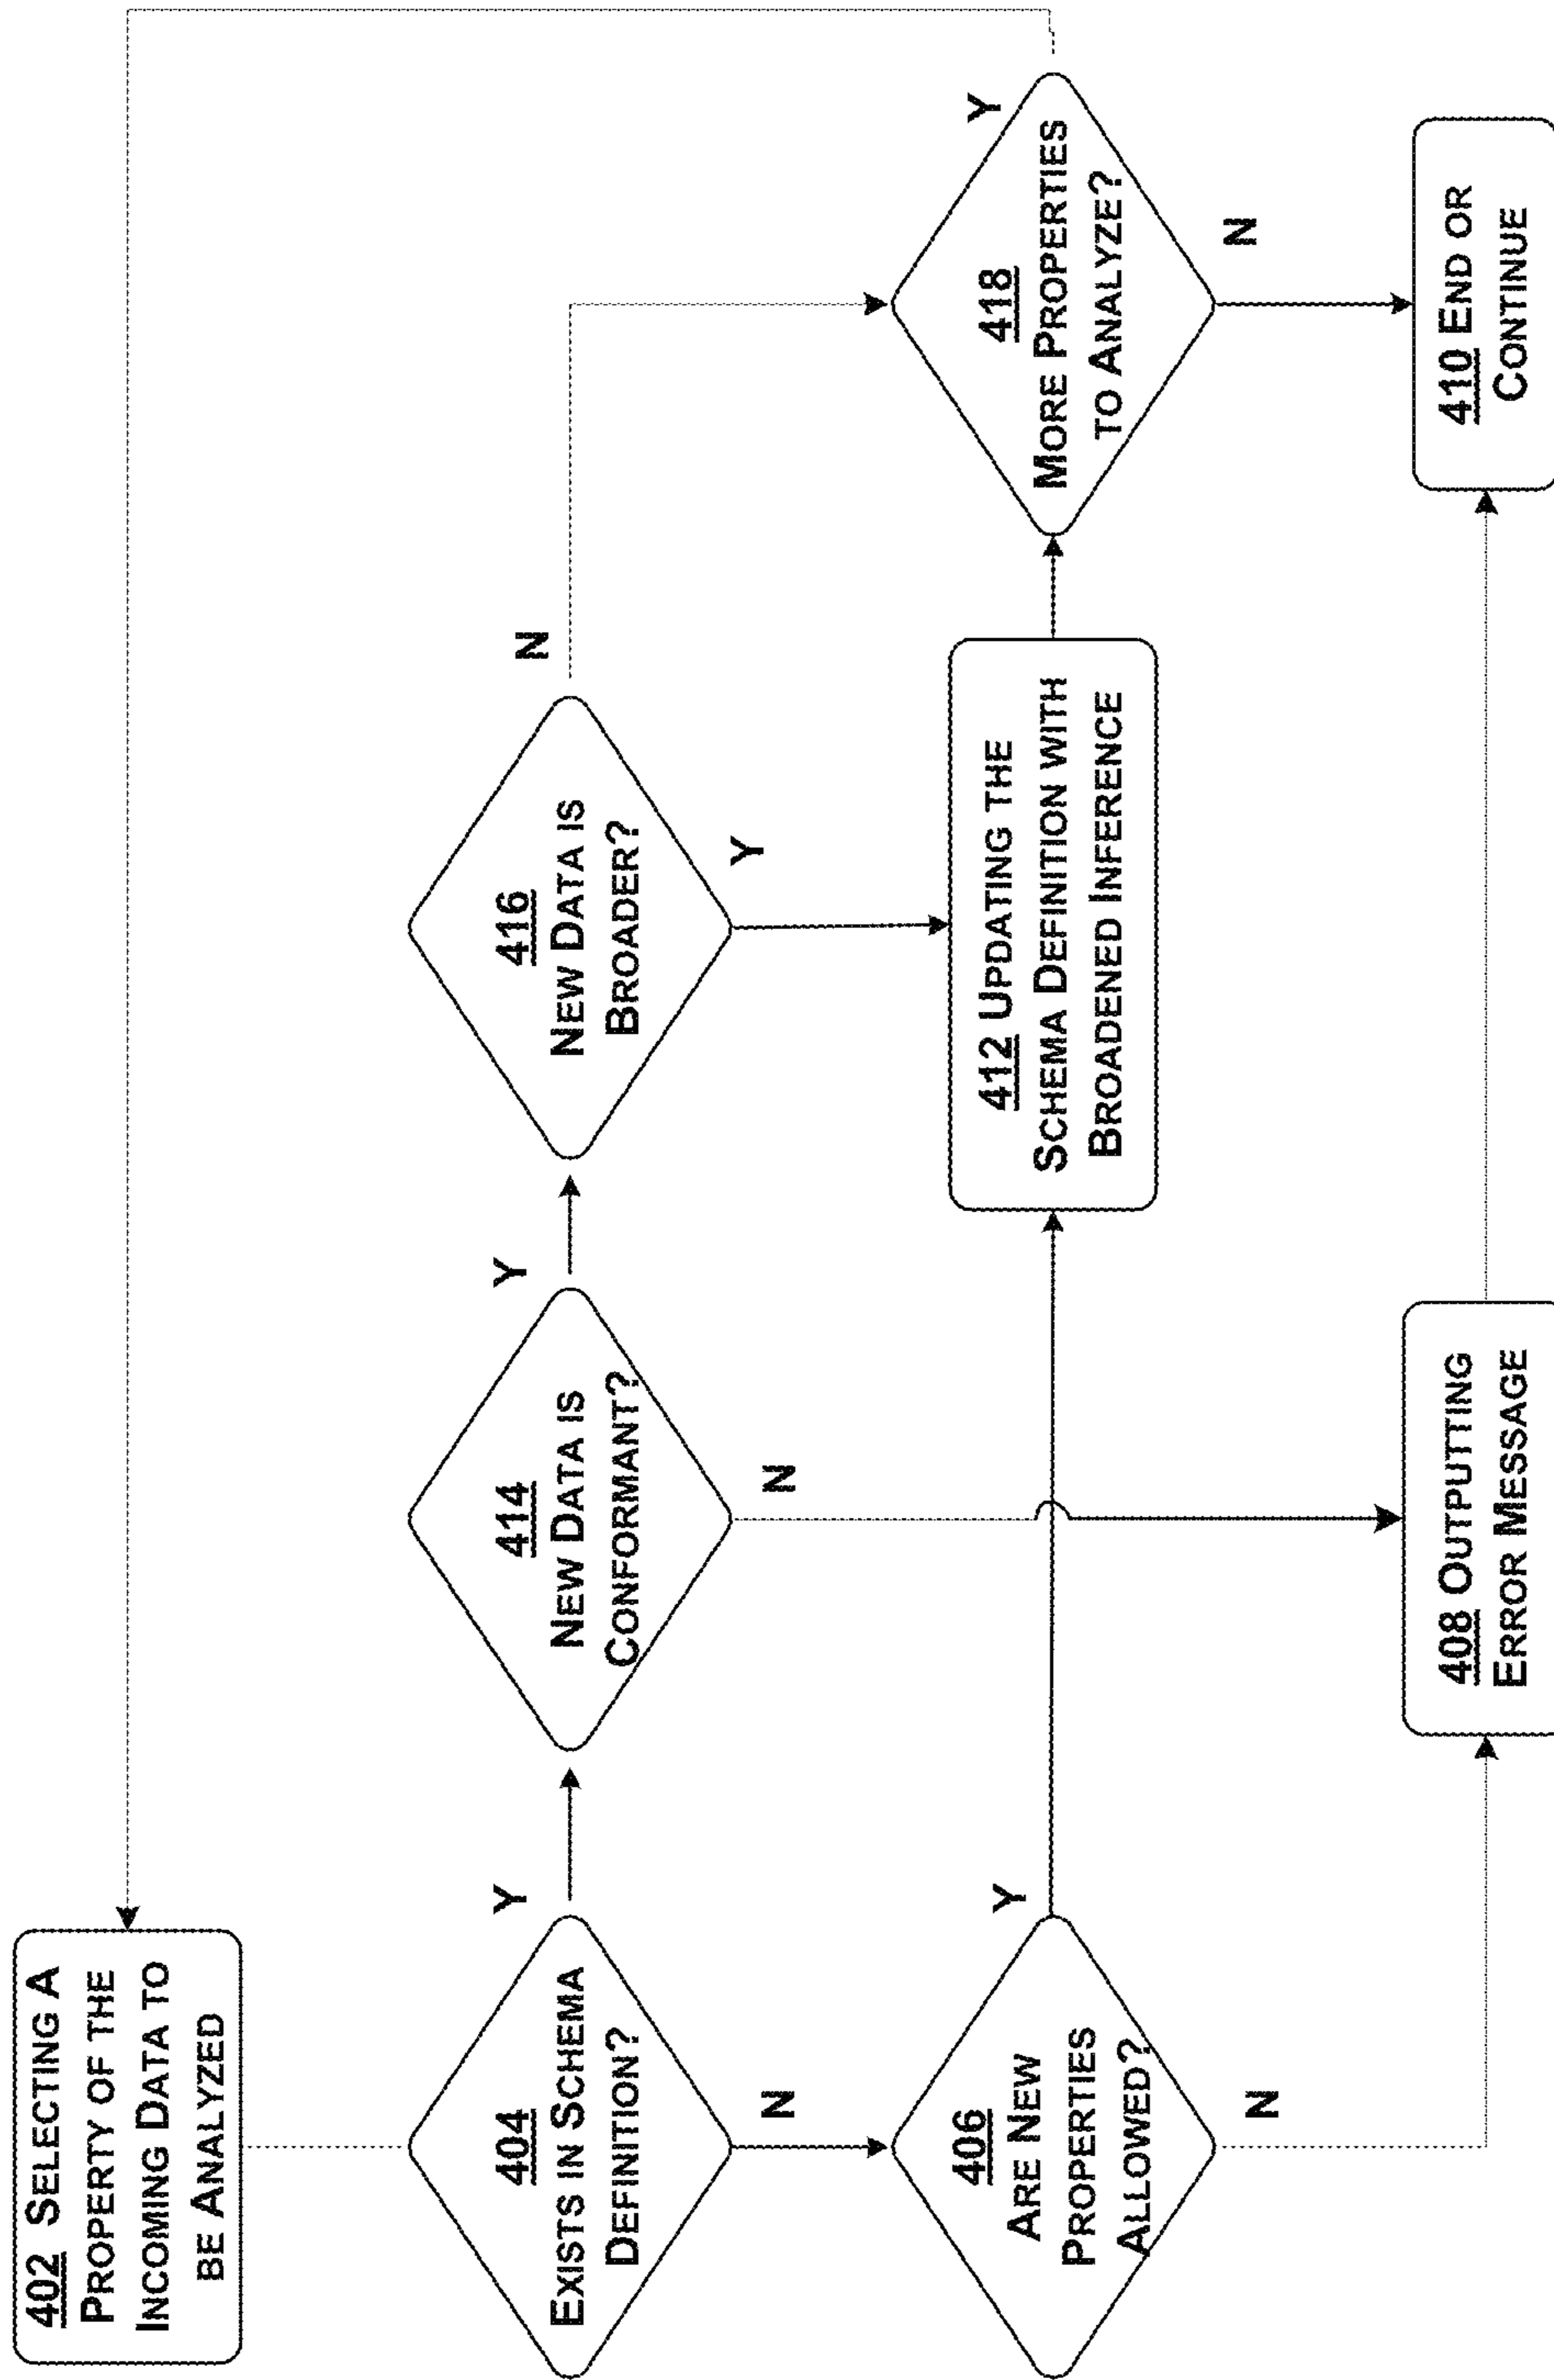 402 SELECTING A
PROPERTY OF THE
INCOMING DATA TO
BE ANALYZED
404
EXISTS IN SCHEMA
DEFINITION?
Y
N
414
NEW DATA IS
CONFORMANT?
Y
N
416
NEW DATA IS
BROADER?
N
Y
406
ARE NEW
PROPERTIES
ALLOWED?
Y
N
412 UPDATING THE
SCHEMA DEFINITION WITH
BROADENED INFERENCE
418
MORE PROPERTIES
TO ANALYZE?
Y
N
408 OUTPUTTING
ERROR MESSAGE
410 END OR
CONTINUE